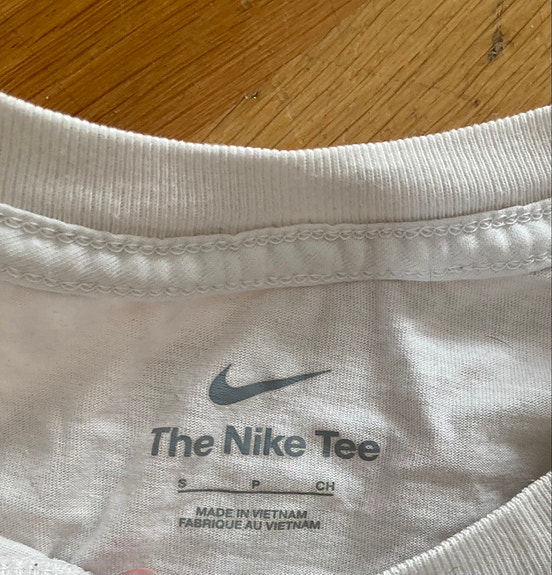 The Nike Tee
S P CH
MADE IN VIETNAM
FABRIQUE AU VIETNAM